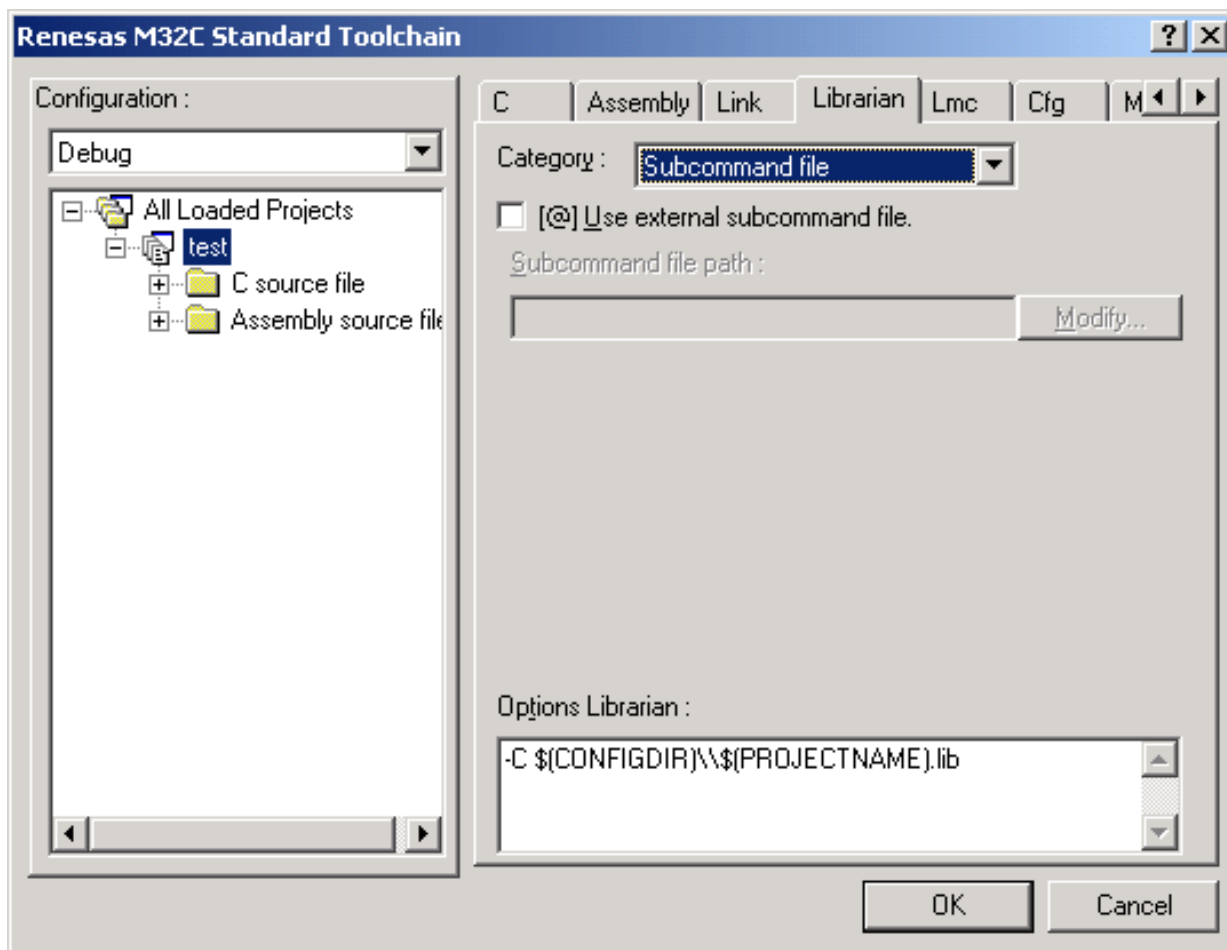 Renesas M32C Standard Toolchain
Configuration :
Debug
All Loaded Projects
test
C source file
Assembly source file
C Assembly Link Librarian Lmc Cfg M
Category : Subcommand file
[@] Use external subcommand file.
Subcommand file path :
Modify...
Options Librarian :
-C $(CONFIGDIR)\\$(PROJECTNAME).lib
OK Cancel